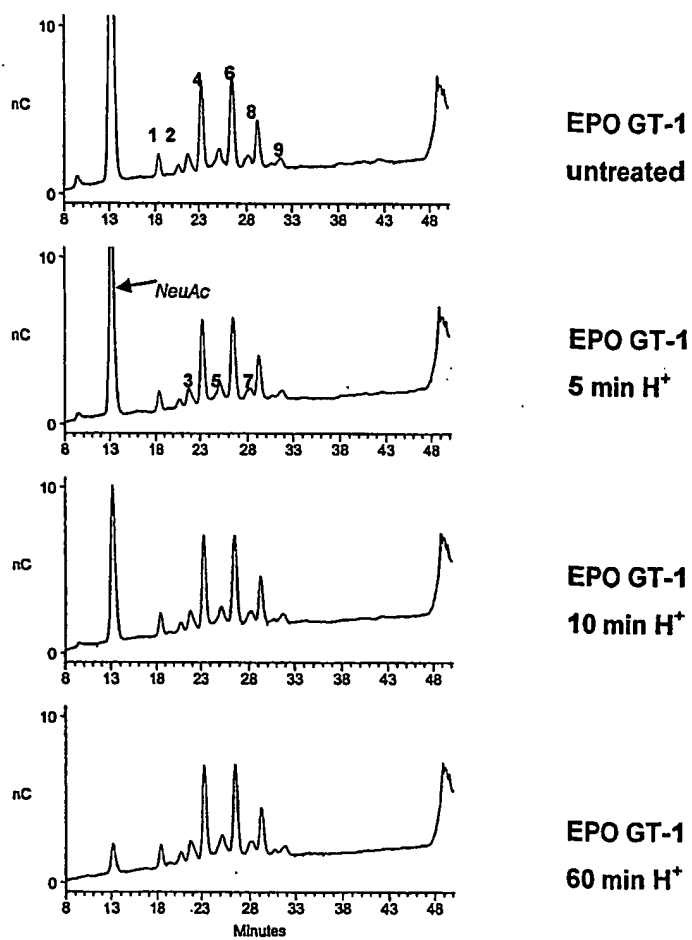 10
nC
0
1 2 4 6 8 9
8 13 18 23 28 33 38 43 48
EPO GT-1
untreated
10
nC
0
NeuAc
3 5 7
8 13 18 23 28 33 38 43 48
EPO GT-1
5 min H⁺
10
nC
0
8 13 18 23 28 33 38 43 48
EPO GT-1
10 min H⁺
10
nC
0
8 13 18 23 28 33 38 43 48
Minutes
EPO GT-1
60 min H⁺